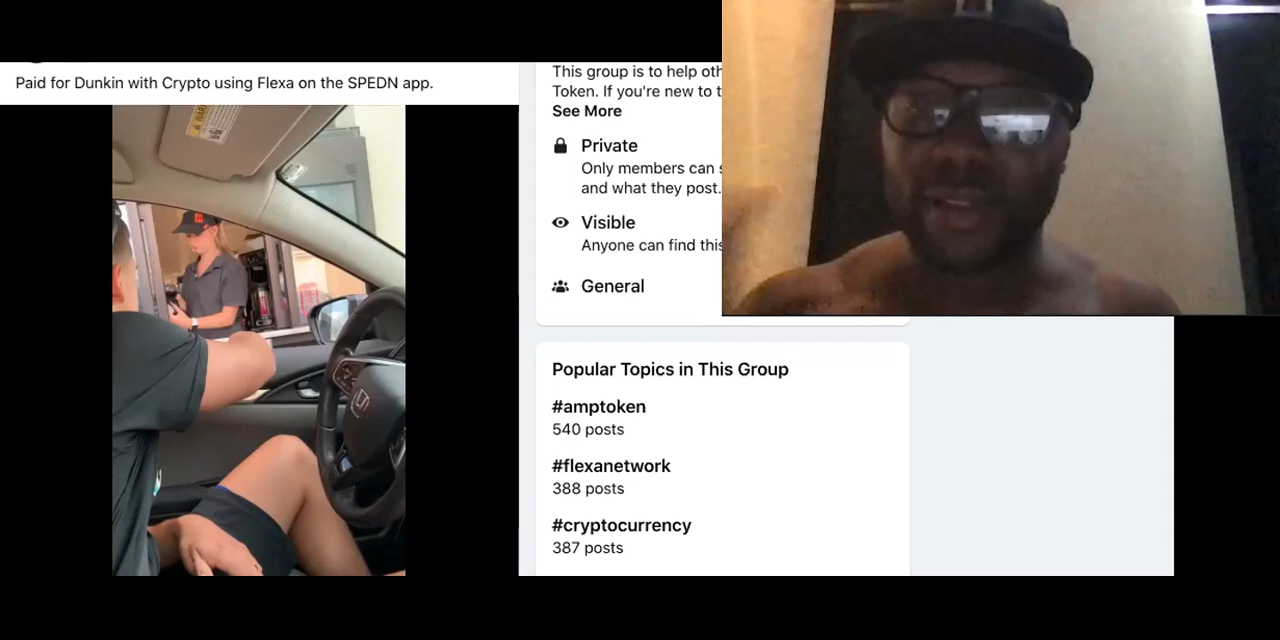 Paid for Dunkin with Crypto using Flexa on the SPEDN app.
This group is to help oth
Token. If you're new to t
See More
Private
Only members can s
and what they post.
Visible
Anyone can find this
General
Popular Topics in This Group
#amptoken
540 posts
#flexanetwork
388 posts
#cryptocurrency
387 posts